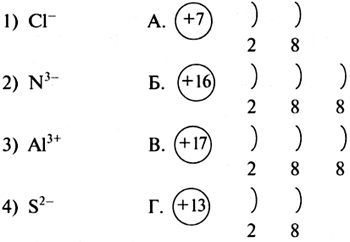 1) Cl⁻ А. +7 ) )
2 8
2) N³⁻ Б. +16 ) ) )
2 8 8
3) Al³⁺ В. +17 ) ) )
2 8 8
4) S²⁻ Г. +13 ) )
2 8